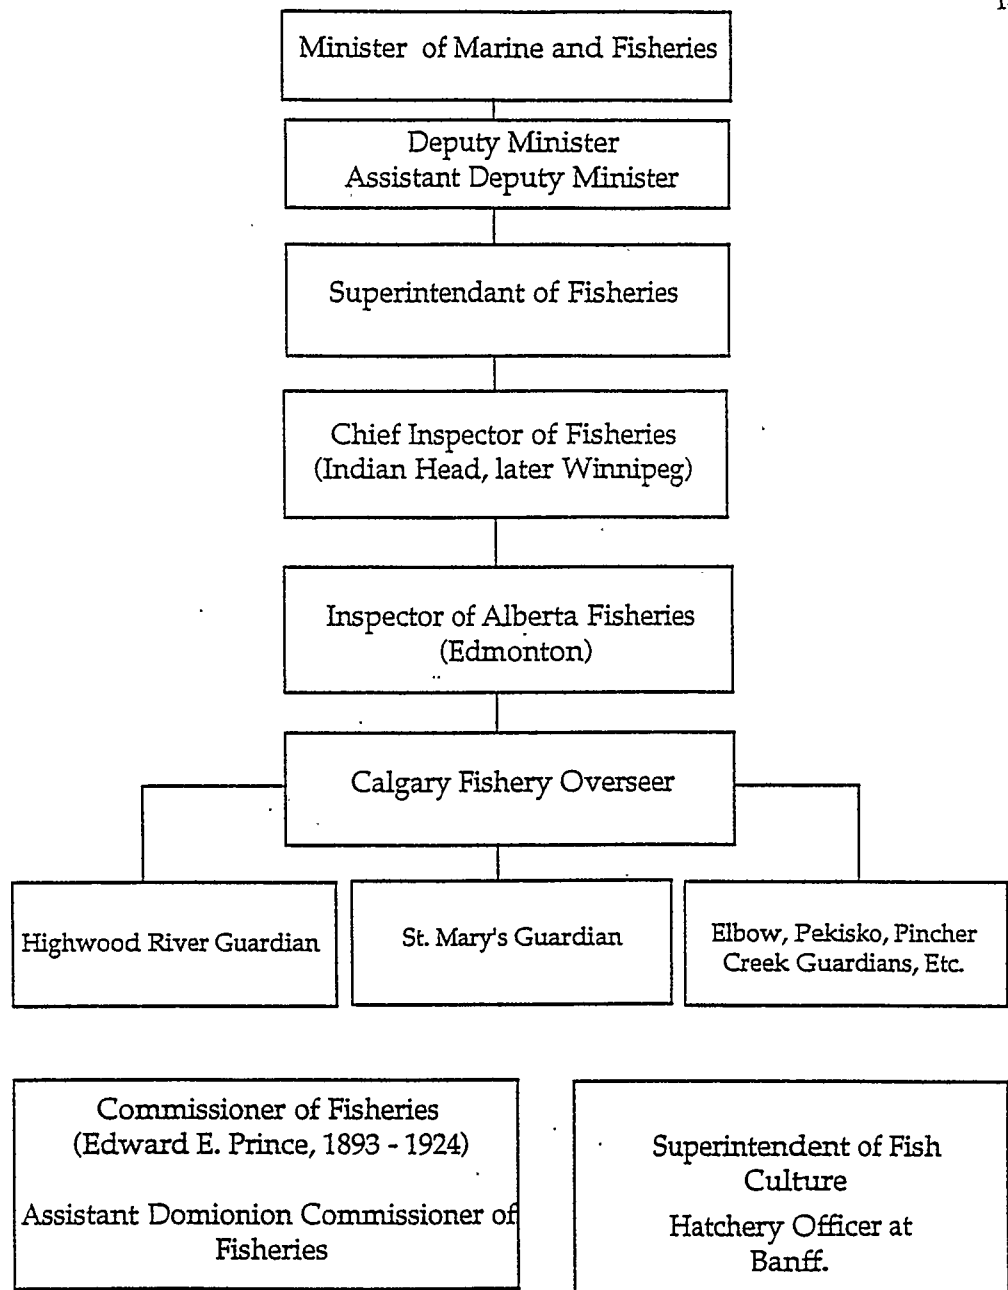 Minister of Marine and Fisheries
Deputy Minister
Assistant Deputy Minister
Superintendant of Fisheries
Chief Inspector of Fisheries
(Indian Head, later Winnipeg)
Inspector of Alberta Fisheries
(Edmonton)
Calgary Fishery Overseer
Highwood River Guardian
St. Mary's Guardian
Elbow, Pekisko, Pincher
Creek Guardians, Etc.
Commissioner of Fisheries
(Edward E. Prince, 1893 - 1924)
Assistant Domionion Commissioner of
Fisheries
Superintendent of Fish
Culture
Hatchery Officer at
Banff.